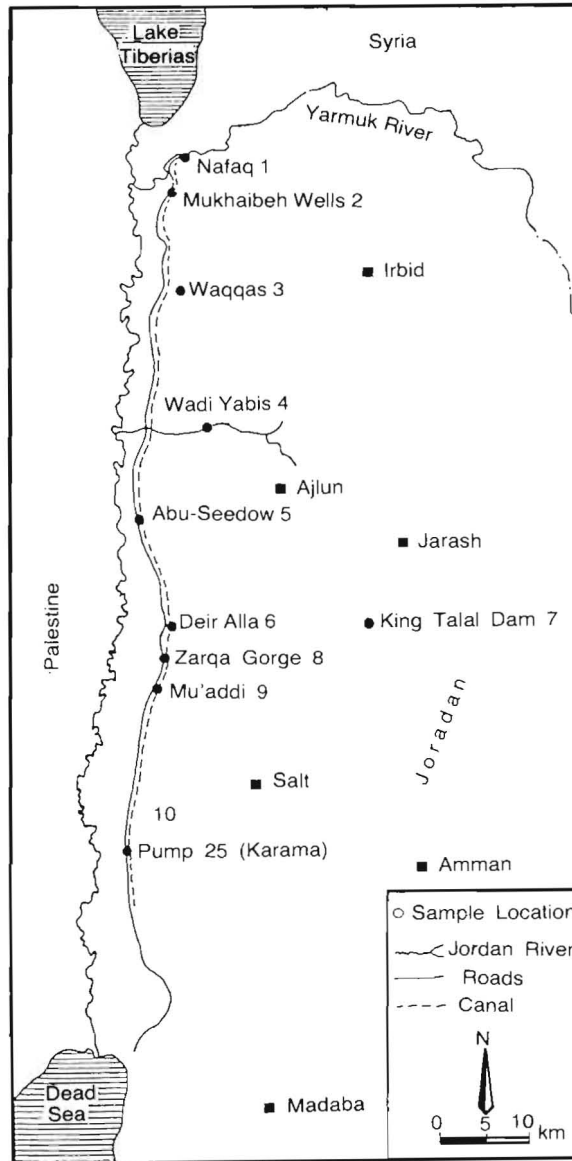 Lake
Tiberias
Syria
Yarmuk River
Nafaq 1
Mukhaibeh Wells 2
Irbid
Waqqas 3
Wadi Yabis 4
Ajlun
Abu-Seedow 5
Jarash
Palestine
Deir Alla 6
King Talal Dam 7
Zarqa Gorge 8
Mu'addi 9
Joradan
Salt
10
Pump 25 (Karama)
Amman
Sample Location
Jordan River
Roads
Canal
N
Dead
Sea
Madaba
0 5 10
km